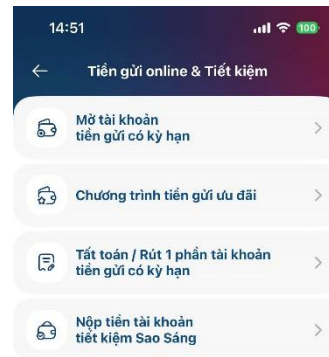 14:51
100
Tiền gửi online & Tiết kiệm
Mở tài khoản
tiền gửi có kỳ hạn
Chương trình tiền gửi ưu đãi
Tất toán / Rút 1 phần tài khoản
tiền gửi có kỳ hạn
Nộp tiền tài khoản
tiết kiệm Sao Sáng